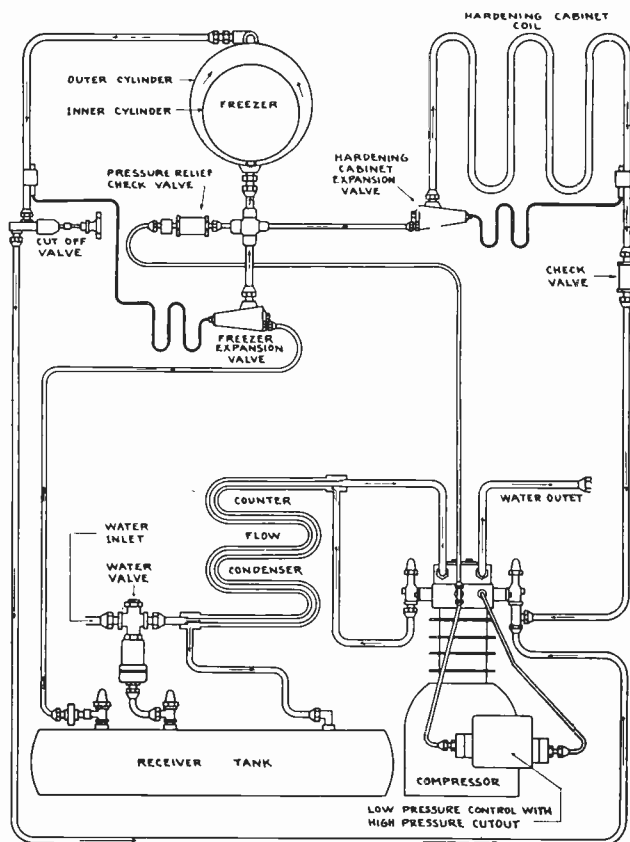 HARDENING CABINET
COIL
OUTER CYLINDER
INNER CYLINDER
FREEZER
PRESSURE RELIEF
CHECK VALVE
HARDENING
CABINET
EXPANSION
VALVE
CUT OFF
VALVE
CHECK
VALVE
FREEZER
EXPANSION
VALVE
COUNTER
FLOW
CONDENSER
WATER OUTET
WATER
INLET
WATER
VALVE
RECEIVER TANK
COMPRESSOR
LOW PRESSURE CONTROL WITH
HIGH PRESSURE CUTOUT